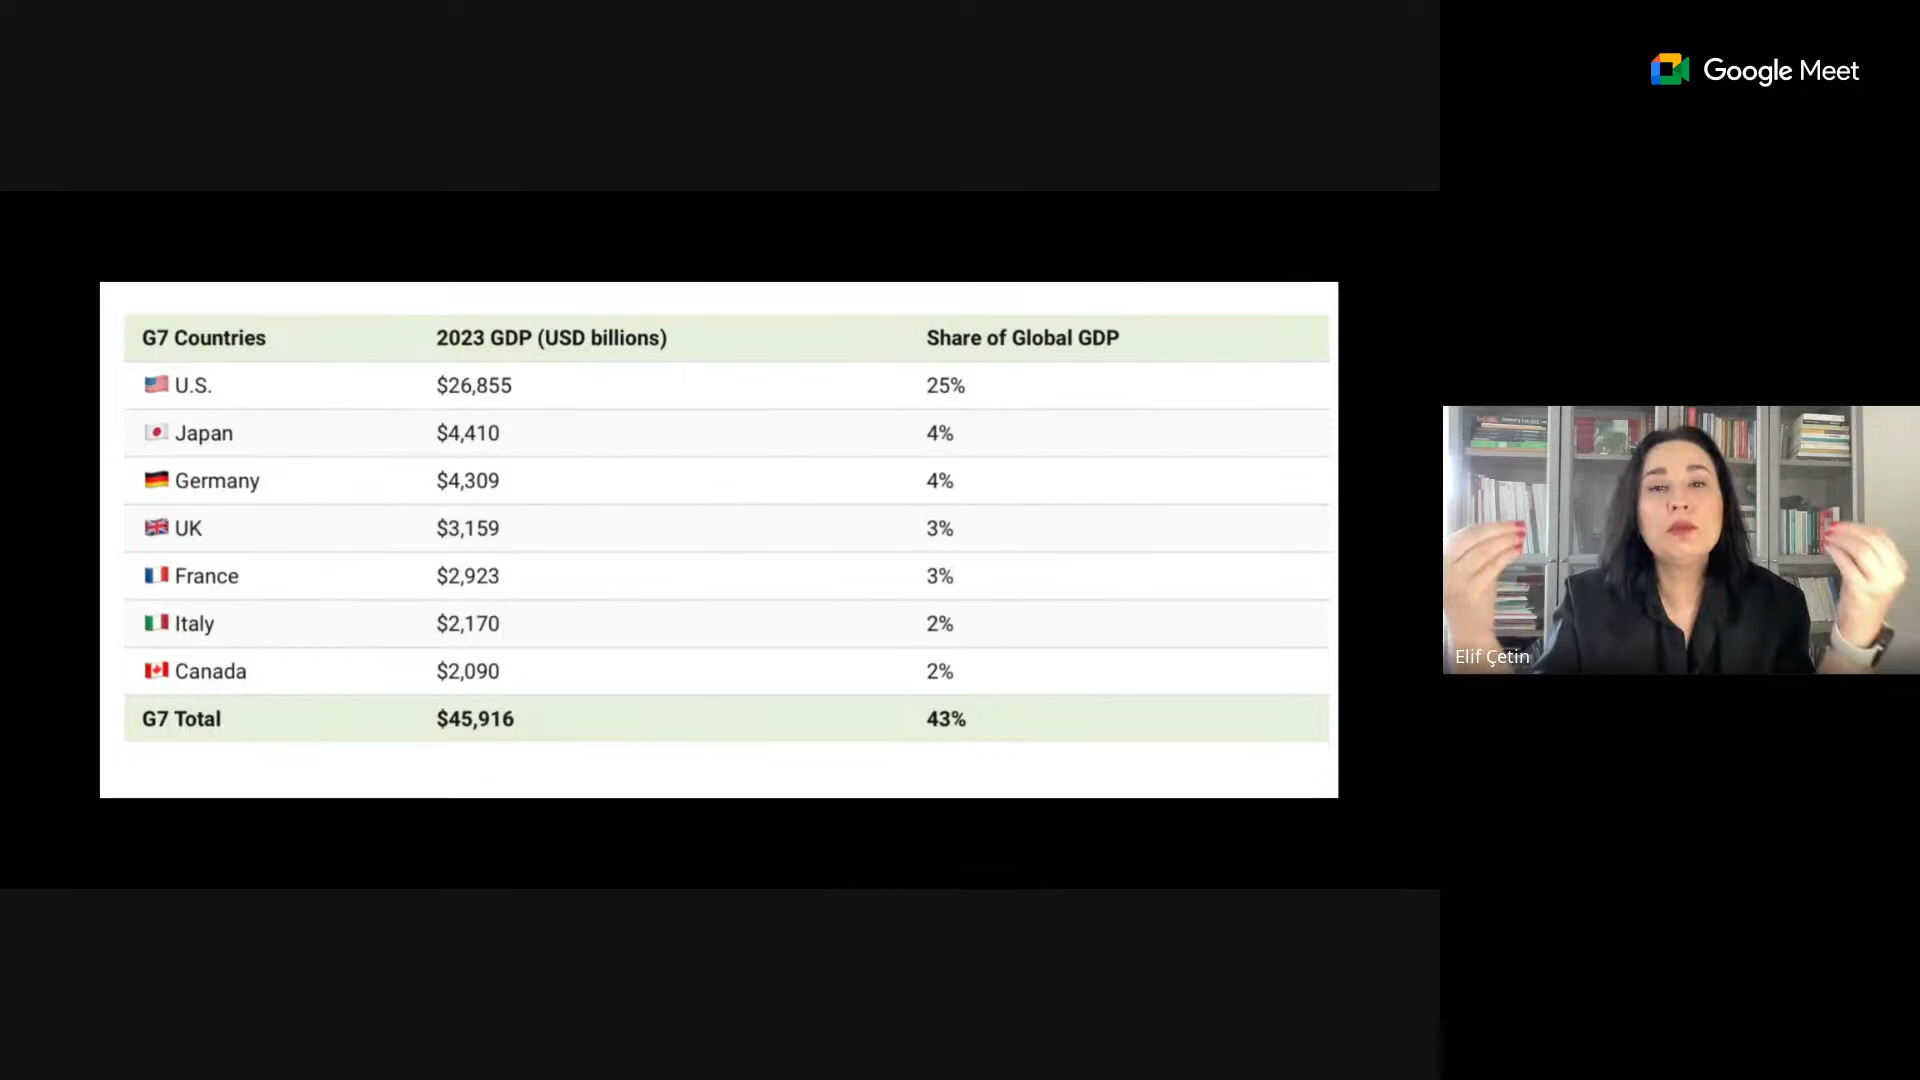 Google Meet
G7 Countries 2023 GDP (USD billions) Share of Global GDP
U.S. $26,855 25%
Japan $4,410 4%
Germany $4,309 4%
UK $3,159 3%
France $2,923 3%
Italy $2,170 2%
Canada $2,090 2%
G7 Total $45,916 43%
Elif Çetin